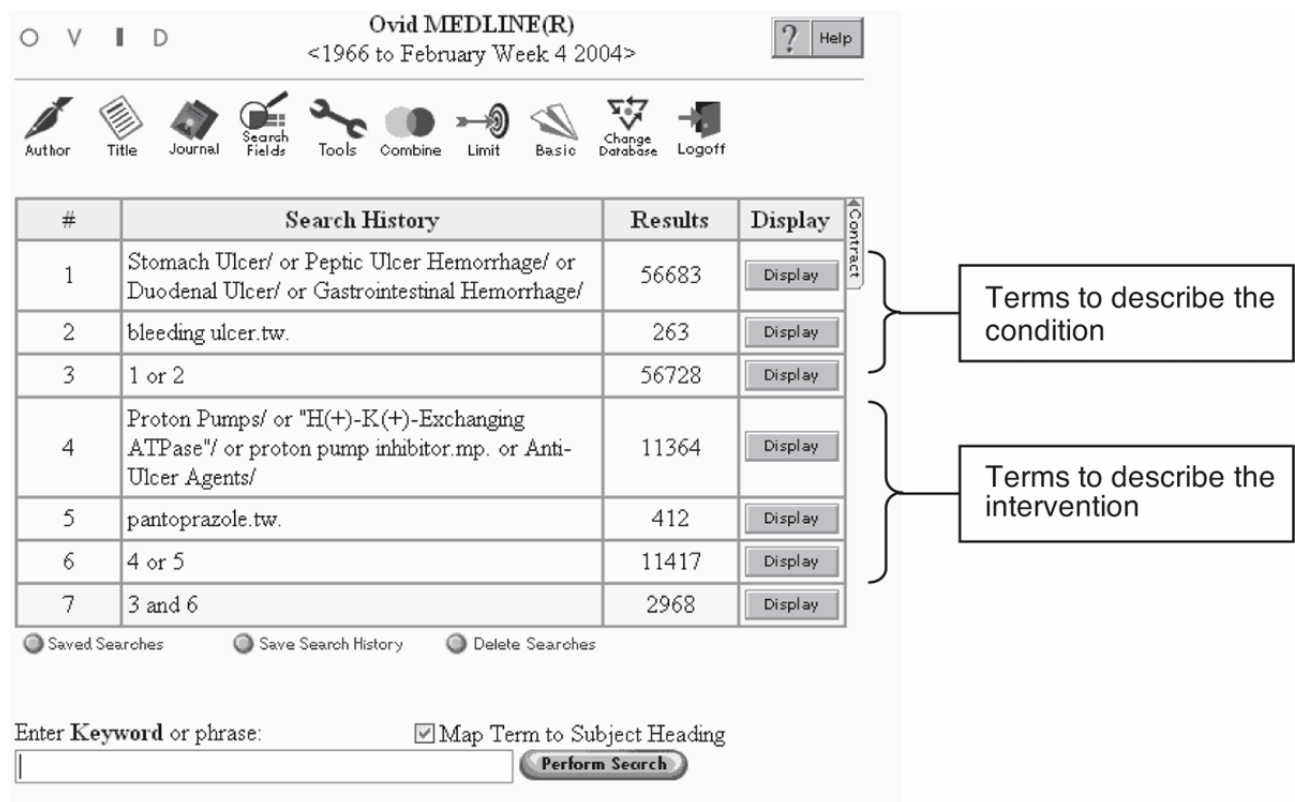 O V I D
Ovid MEDLINE(R)
<1966 to February Week 4 2004>
? Help
Author Title Journal Search Fields Tools Combine Limit Basic Change Database Logoff
# Search History Results Display
Contract
1 Stomach Ulcer/ or Peptic Ulcer Hemorrhage/ or
Duodenal Ulcer/ or Gastrointestinal Hemorrhage/ 56683 Display
2 bleeding ulcer.tw. 263 Display
3 1 or 2 56728 Display
Terms to describe the
condition
4 Proton Pumps/ or "H(+)-K(+)-Exchanging
ATPase"/ or proton pump inhibitor.mp. or Anti-
Ulcer Agents/ 11364 Display
5 pantoprazole.tw. 412 Display
6 4 or 5 11417 Display
Terms to describe the
intervention
7 3 and 6 2968 Display
Saved Searches Save Search History Delete Searches
Enter Keyword or phrase: Map Term to Subject Heading
Perform Search